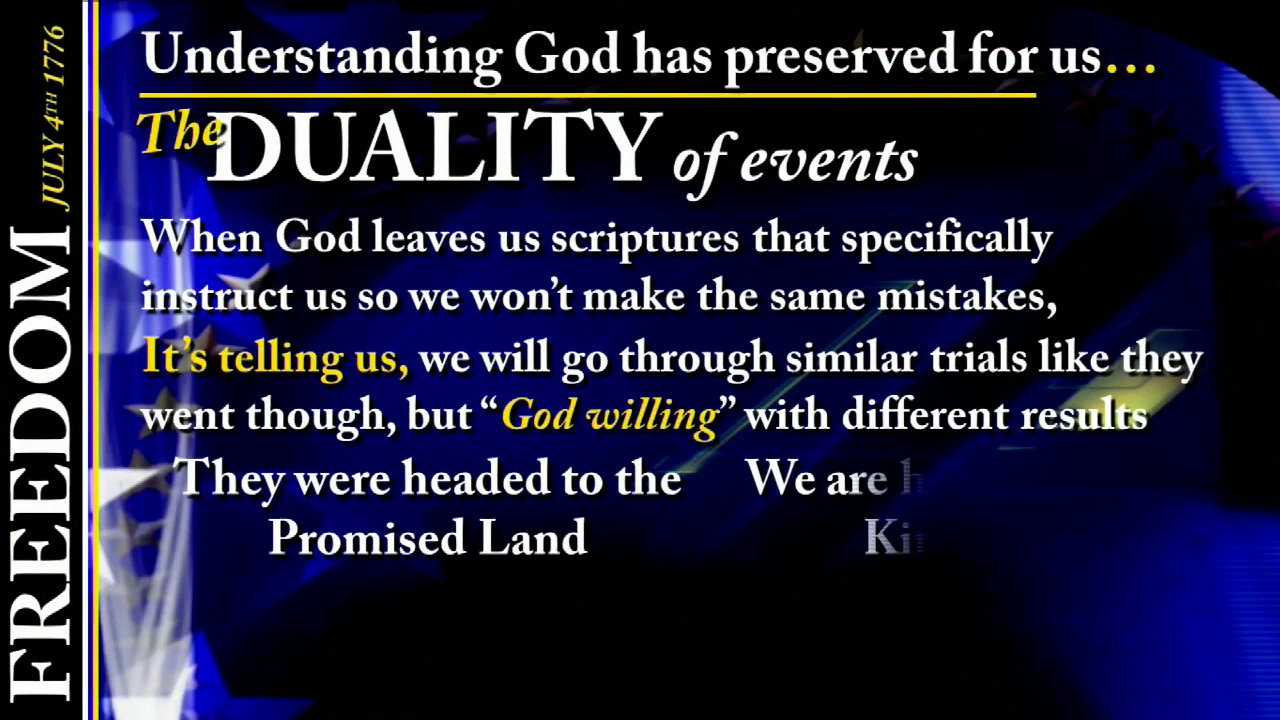 FREEDOM JULY 4TH 1776
Understanding God has preserved for us...
The DUALITY of events
When God leaves us scriptures that specifically
instruct us so we won't make the same mistakes,
It's telling us, we will go through similar trials like they
went though, but “God willing” with different results
They were headed to the We are
Promised Land